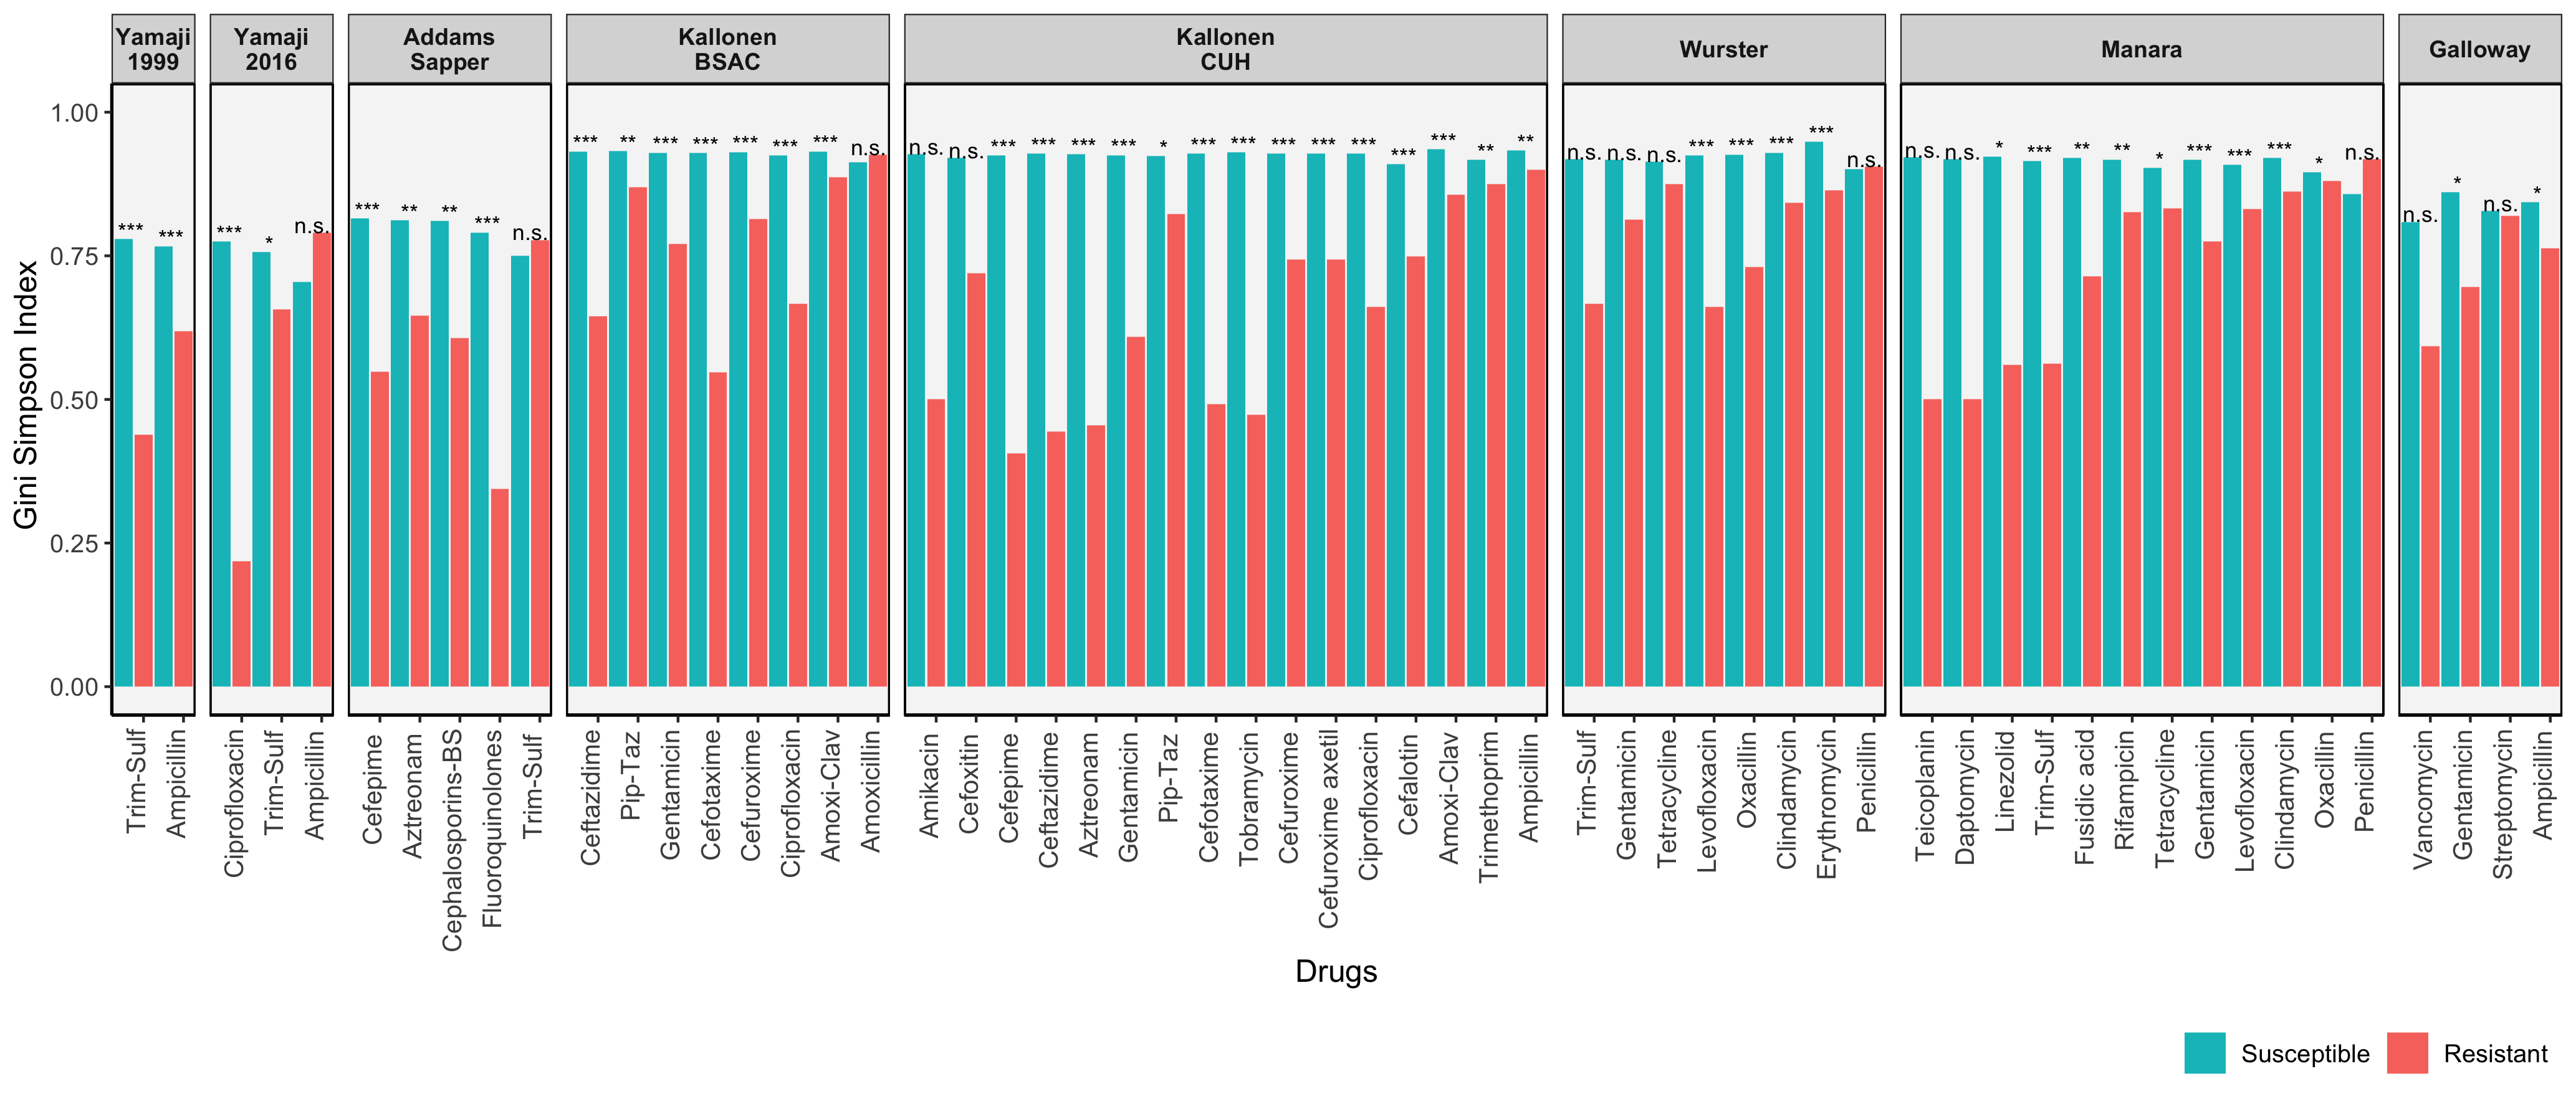 Yamaji
1999
Yamaji
2016
Addams
Sapper
Kallonen
BSAC
Kallonen
CUH
Wurster
Manara
Galloway
Gini Simpson Index
1.00
0.75
0.50
0.25
0.00
*** ***
*** * n.s.
*** ** ** *** n.s.
*** ** *** *** *** *** *** n.s.
n.s. n.s. *** *** *** *** * *** *** *** *** *** *** *** ** **
n.s. n.s. n.s. *** *** *** *** n.s.
n.s. n.s. * *** ** ** * *** *** *** * n.s.
n.s. * n.s. *
Trim-Sulf
Ampicillin
Ciprofloxacin
Trim-Sulf
Ampicillin
Cefepime
Aztreonam
Cephalosporins-BS
Fluoroquinolones
Trim-Sulf
Ceftazidime
Pip-Taz
Gentamicin
Cefotaxime
Cefuroxime
Ciprofloxacin
Amoxi-Clav
Amoxicillin
Amikacin
Cefoxitin
Cefepime
Ceftazidime
Aztreonam
Gentamicin
Pip-Taz
Cefotaxime
Tobramycin
Cefuroxime
Cefuroxime axetil
Ciprofloxacin
Cefalotin
Amoxi-Clav
Trimethoprim
Ampicillin
Trim-Sulf
Gentamicin
Tetracycline
Levofloxacin
Oxacillin
Clindamycin
Erythromycin
Penicillin
Teicoplanin
Daptomycin
Linezolid
Trim-Sulf
Fusidic acid
Rifampicin
Tetracycline
Gentamicin
Levofloxacin
Clindamycin
Oxacillin
Penicillin
Vancomycin
Gentamicin
Streptomycin
Ampicillin
Drugs
Susceptible
Resistant